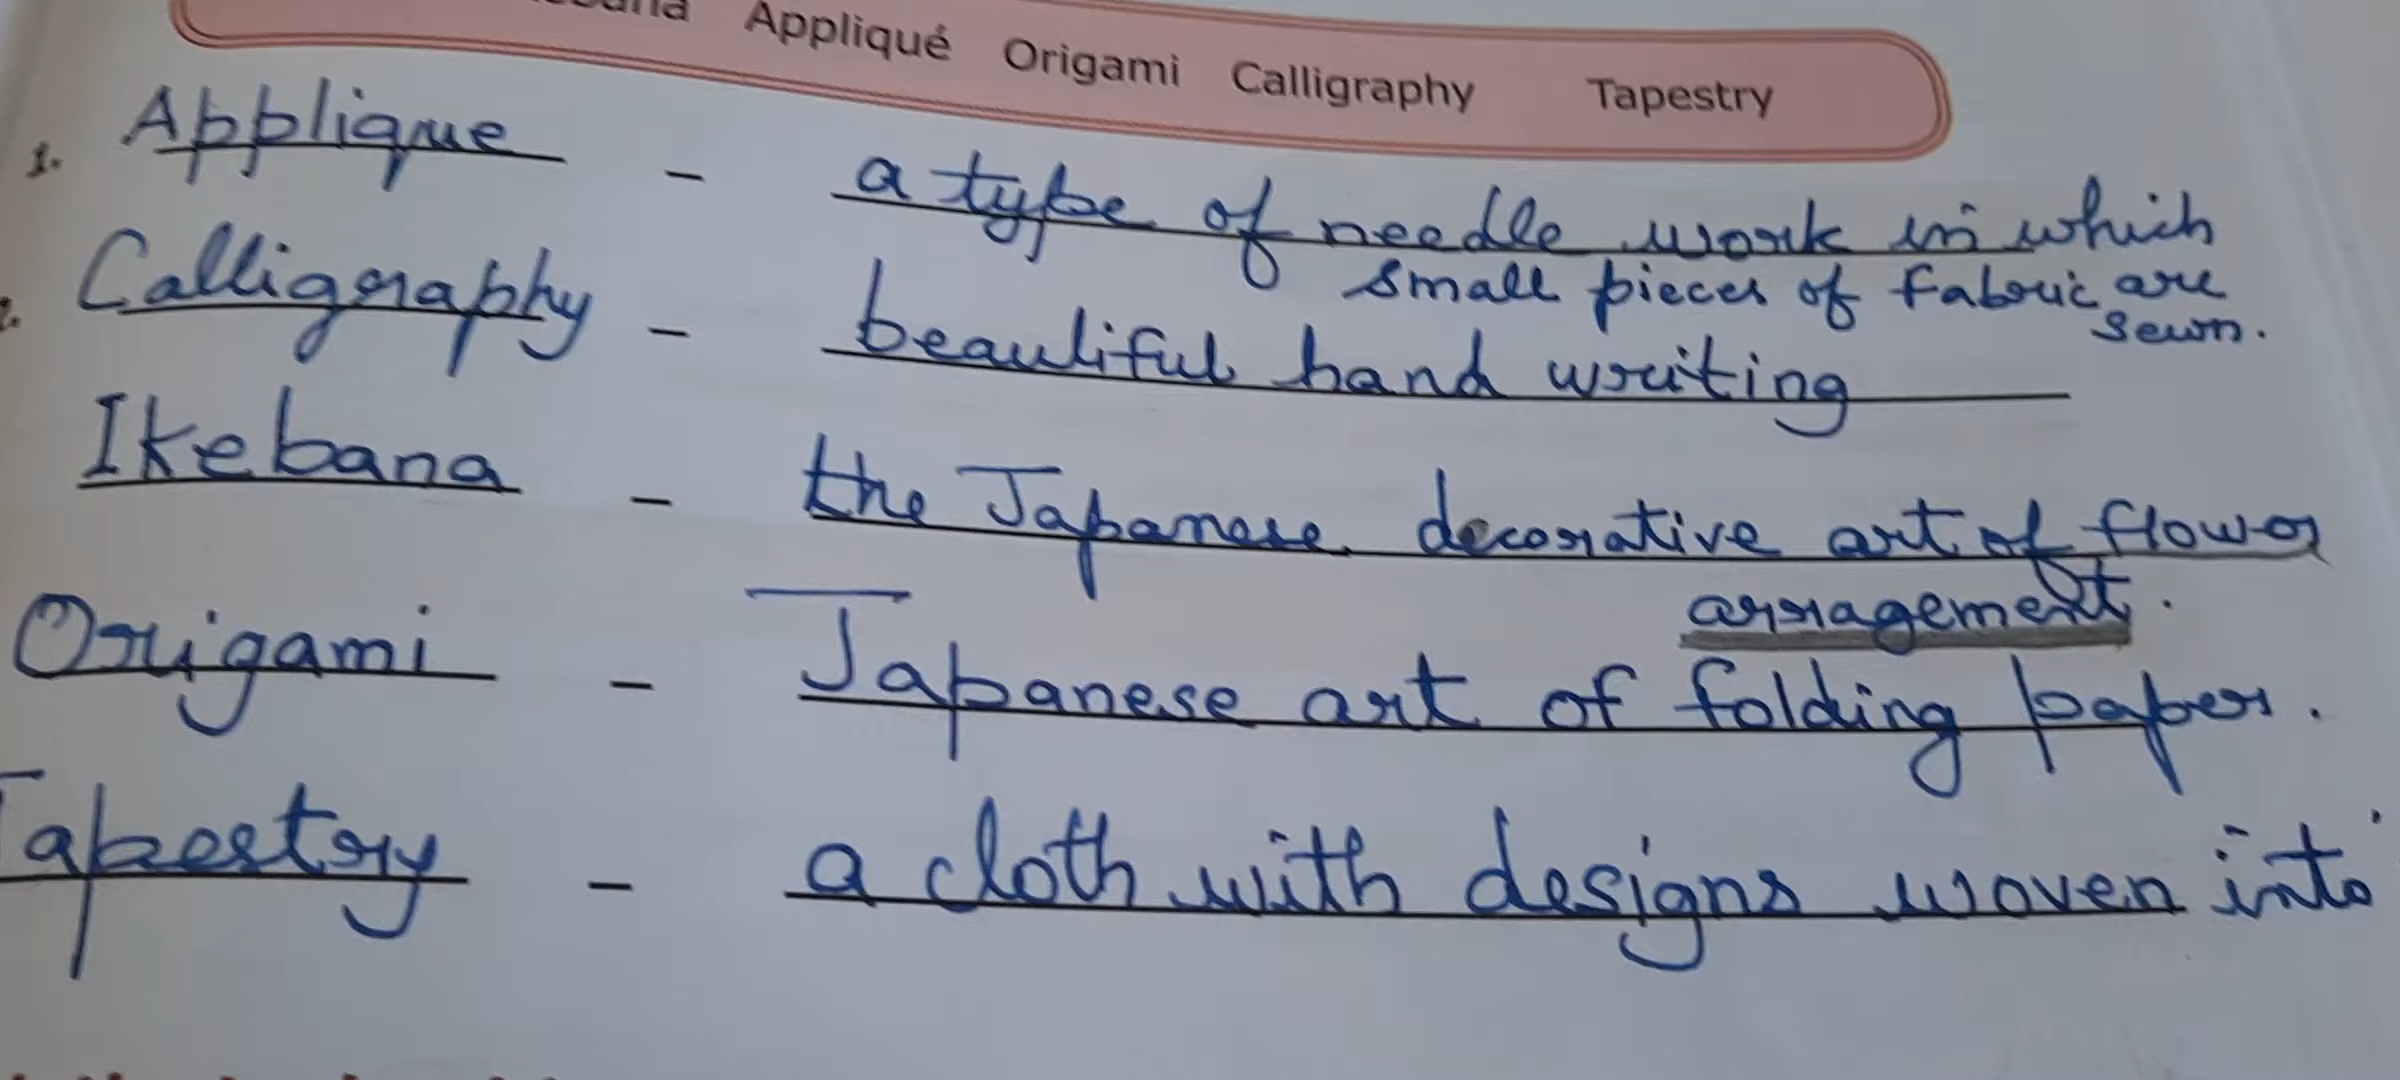 Appliqué Origami Calligraphy Tapestry
1. Applique - a type of needle work in which
small pieces of fabric are
sewn.
Calligraphy - beautiful hand writing
Ikebana - the Japanese decorative art of flower
arragement.
Origami - Japanese art of folding paper.
Tapestry - a cloth with designs woven into